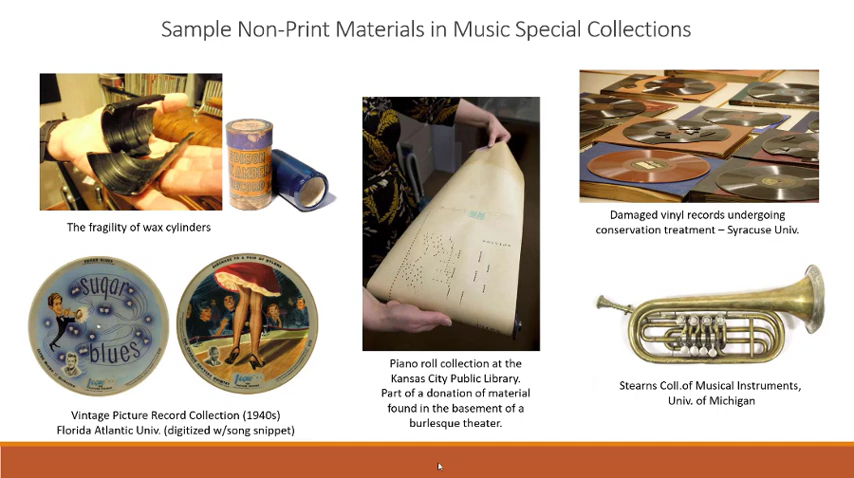 Sample Non-Print Materials in Music Special Collections
EDISON
RECORD
The fragility of wax cylinders
Damaged vinyl records undergoing
conservation treatment – Syracuse Univ.
sugar
blues
Piano roll collection at the
Kansas City Public Library.
Part of a donation of material
found in the basement of a
burlesque theater.
Stearns Coll.of Musical Instruments,
Univ. of Michigan
Vintage Picture Record Collection (1940s)
Florida Atlantic Univ. (digitized w/song snippet)